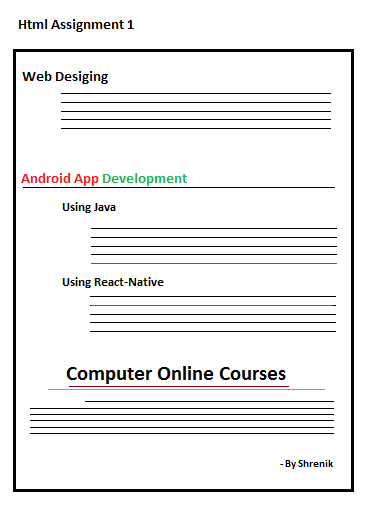 Html Assignment 1
Web Desiging
Android App Development
Using Java
Using React-Native
Computer Online Courses
- By Shrenik